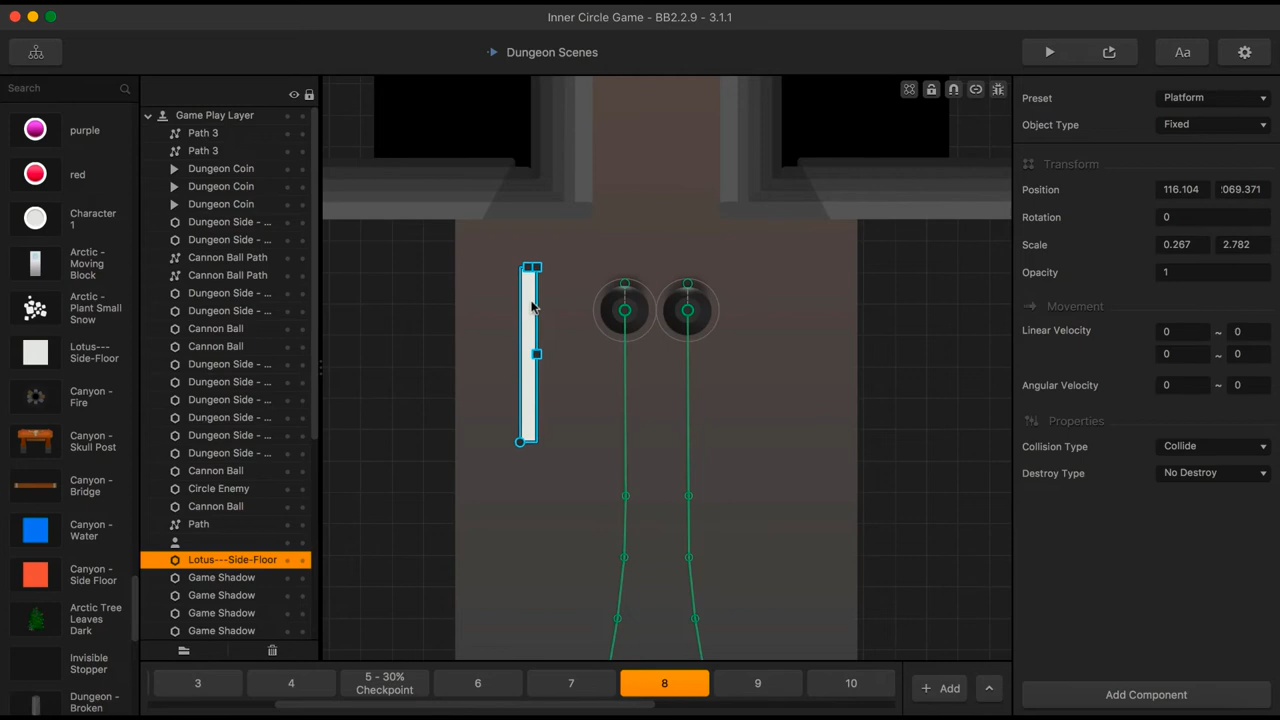 Inner Circle Game - BB2.2.9 - 3.1.1
Dungeon Scenes
Aa
Search
purple
red
Character
1
Arctic -
Moving
Block
Arctic -
Plant Small
Snow
Lotus---
Side-Floor
Canyon -
Fire
Canyon -
Skull Post
Canyon -
Bridge
Canyon -
Water
Canyon -
Side Floor
Arctic Tree
Leaves
Dark
Invisible
Stopper
Dungeon -
Broken
Game Play Layer
Path 3
Path 3
Dungeon Coin
Dungeon Coin
Dungeon Coin
Dungeon Side - ...
Dungeon Side - ...
Cannon Ball Path
Cannon Ball Path
Dungeon Side - ...
Dungeon Side - ...
Cannon Ball
Cannon Ball
Dungeon Side - ...
Dungeon Side - ...
Dungeon Side - ...
Dungeon Side - ...
Dungeon Side - ...
Dungeon Side - ...
Cannon Ball
Circle Enemy
Cannon Ball
Path
Lotus---Side-Floor
Game Shadow
Game Shadow
Game Shadow
Game Shadow
3
4
5 - 30%
Checkpoint
6
7
8
9
10
+ Add
Preset Platform
Object Type Fixed
Transform
Position 116.104 2069.371
Rotation 0
Scale 0.267 2.782
Opacity 1
Movement
Linear Velocity 0 ~ 0
0 ~ 0
Angular Velocity 0 ~ 0
Properties
Collision Type Collide
Destroy Type No Destroy
Add Component